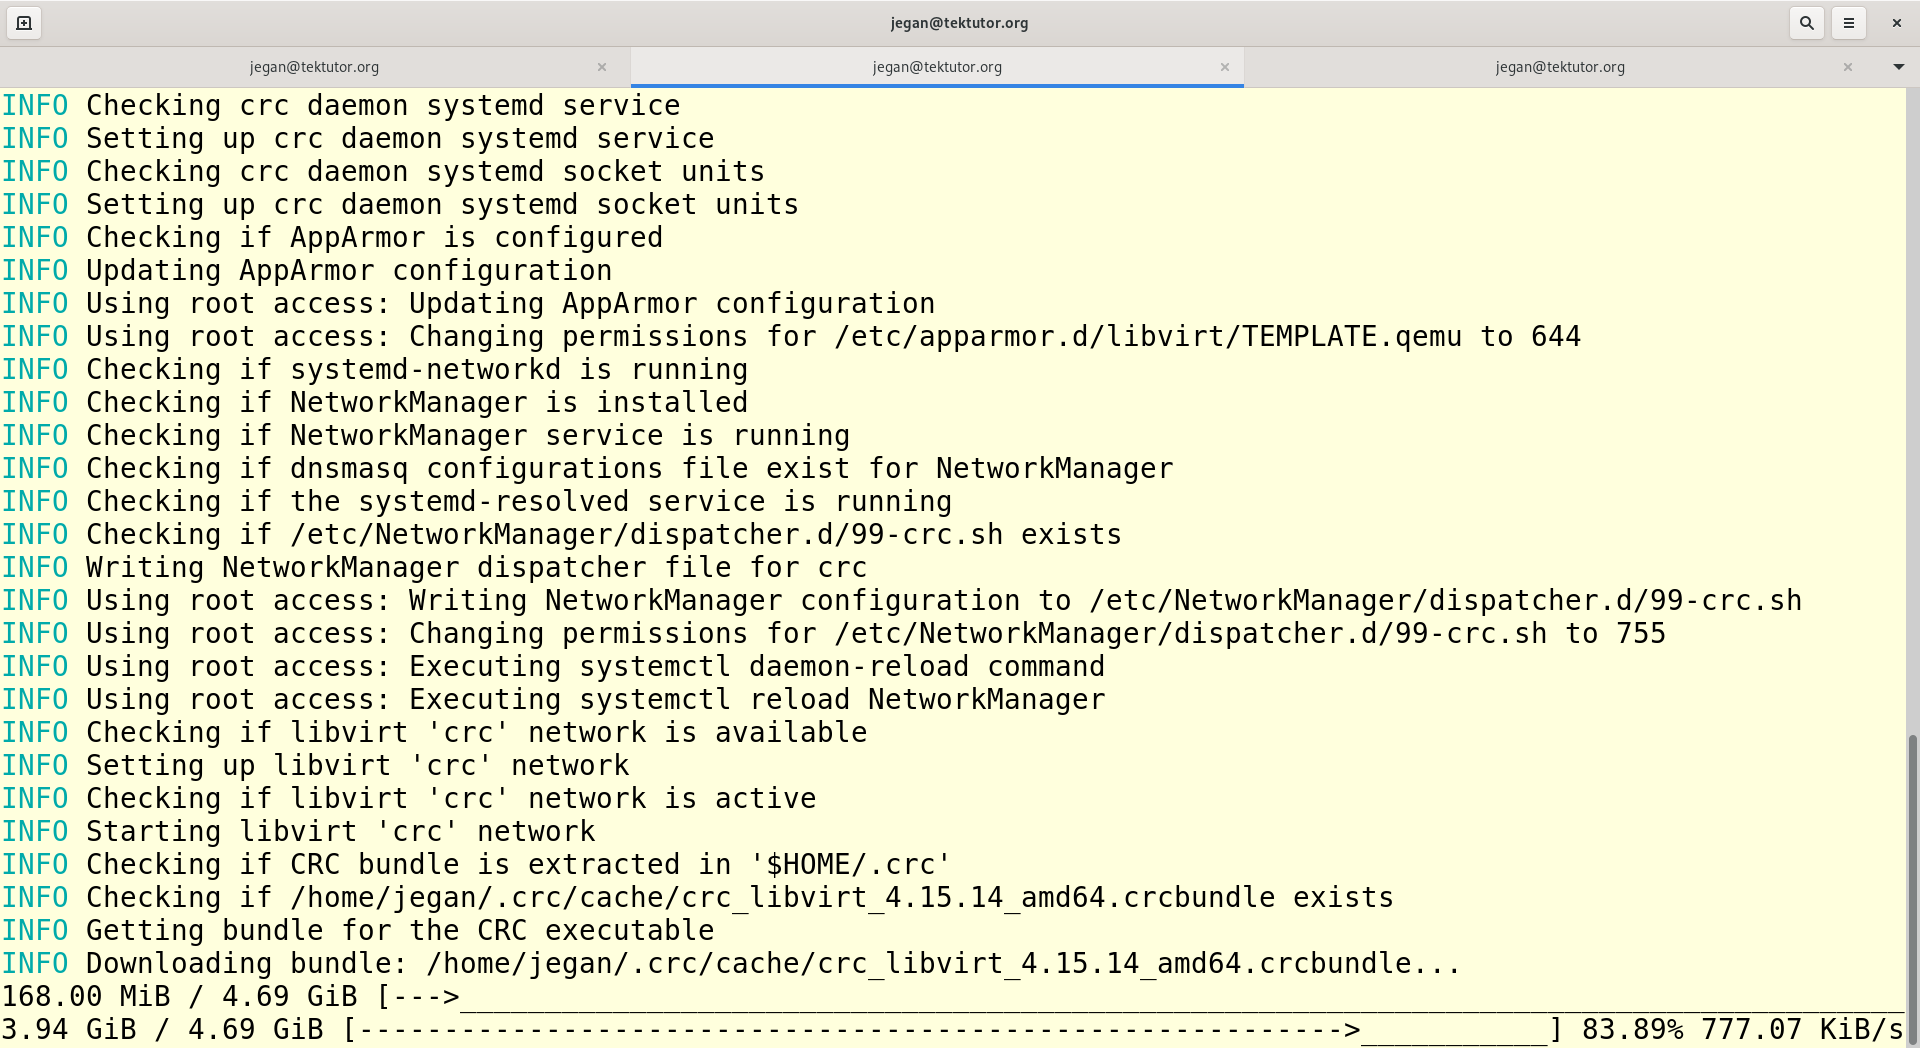 jegan@tektutor.org
jegan@tektutor.org
jegan@tektutor.org
jegan@tektutor.org
INFO Checking crc daemon systemd service
INFO Setting up crc daemon systemd service
INFO Checking crc daemon systemd socket units
INFO Setting up crc daemon systemd socket units
INFO Checking if AppArmor is configured
INFO Updating AppArmor configuration
INFO Using root access: Updating AppArmor configuration
INFO Using root access: Changing permissions for /etc/apparmor.d/libvirt/TEMPLATE.qemu to 644
INFO Checking if systemd-networkd is running
INFO Checking if NetworkManager is installed
INFO Checking if NetworkManager service is running
INFO Checking if dnsmasq configurations file exist for NetworkManager
INFO Checking if the systemd-resolved service is running
INFO Checking if /etc/NetworkManager/dispatcher.d/99-crc.sh exists
INFO Writing NetworkManager dispatcher file for crc
INFO Using root access: Writing NetworkManager configuration to /etc/NetworkManager/dispatcher.d/99-crc.sh
INFO Using root access: Changing permissions for /etc/NetworkManager/dispatcher.d/99-crc.sh to 755
INFO Using root access: Executing systemctl daemon-reload command
INFO Using root access: Executing systemctl reload NetworkManager
INFO Checking if libvirt 'crc' network is available
INFO Setting up libvirt 'crc' network
INFO Checking if libvirt 'crc' network is active
INFO Starting libvirt 'crc' network
INFO Checking if CRC bundle is extracted in '$HOME/.crc'
INFO Checking if /home/jegan/.crc/cache/crc_libvirt_4.15.14_amd64.crcbundle exists
INFO Getting bundle for the CRC executable
INFO Downloading bundle: /home/jegan/.crc/cache/crc_libvirt_4.15.14_amd64.crcbundle...
168.00 MiB / 4.69 GiB [--->_____________________________________________________________________________________
3.94 GiB / 4.69 GiB [---------------------------------------------------------->___________] 83.89% 777.07 KiB/s